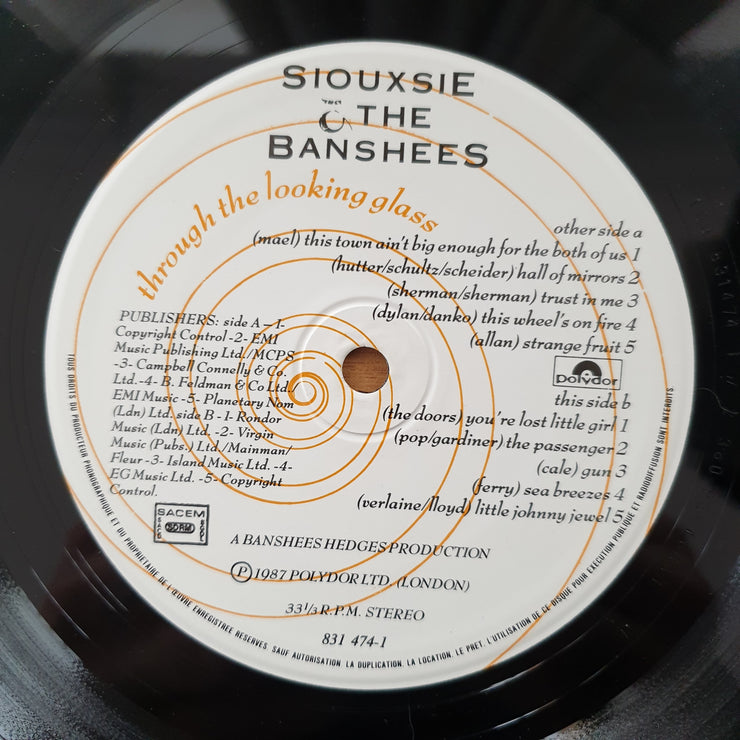 SIOUXSIE
& THE
BANSHEES
through the looking glass
other side a
(mael) this town ain't big enough for the both of us 1
(hutter/schultz/scheider) hall of mirrors 2
(sherman/sherman) trust in me 3
(dylan/danko) this wheel's on fire 4
(allan) strange fruit 5
PUBLISHERS: side A – 1-
Copyright Control -2- EMI
Music Publishing Ltd./MCPS
-3- Campbell Connelly & Co.
Ltd.-4- B. Feldman & Co Ltd./
EMI Music -5- Planetary Nom
(Ldn) Ltd. side B - 1- Rondor
Music (Ldn) Ltd. -2- Virgin
Music (Pubs.) Ltd./Mainman/
Fleur -3- Island Music Ltd. -4-
EG Music Ltd. -5- Copyright
Control.
polydor
this side b
(the doors) you're lost little girl 1
(pop/gardiner) the passenger 2
(cale) gun 3
(ferry) sea breezes 4
(verlaine/lloyd) little johnny jewel 5
SACEM
SDRM
A BANSHEES HEDGES PRODUCTION
Ⓟ 1987 POLYDOR LTD. (LONDON)
33⅓ R.P.M. STEREO
831 474-1
TOUS DROITS DU PRODUCTEUR PHONOGRAPHIQUE ET DU PROPRIETAIRE DE L'ŒUVRE ENREGISTREE RESERVES. SAUF AUTORISATION. LA DUPLICATION. LA LOCATION. LE PRET. L'UTILISATION DE CE DISQUE POUR EXECUTION PUBLIQUE ET RADIODIFFUSION SONT INTERDITS.